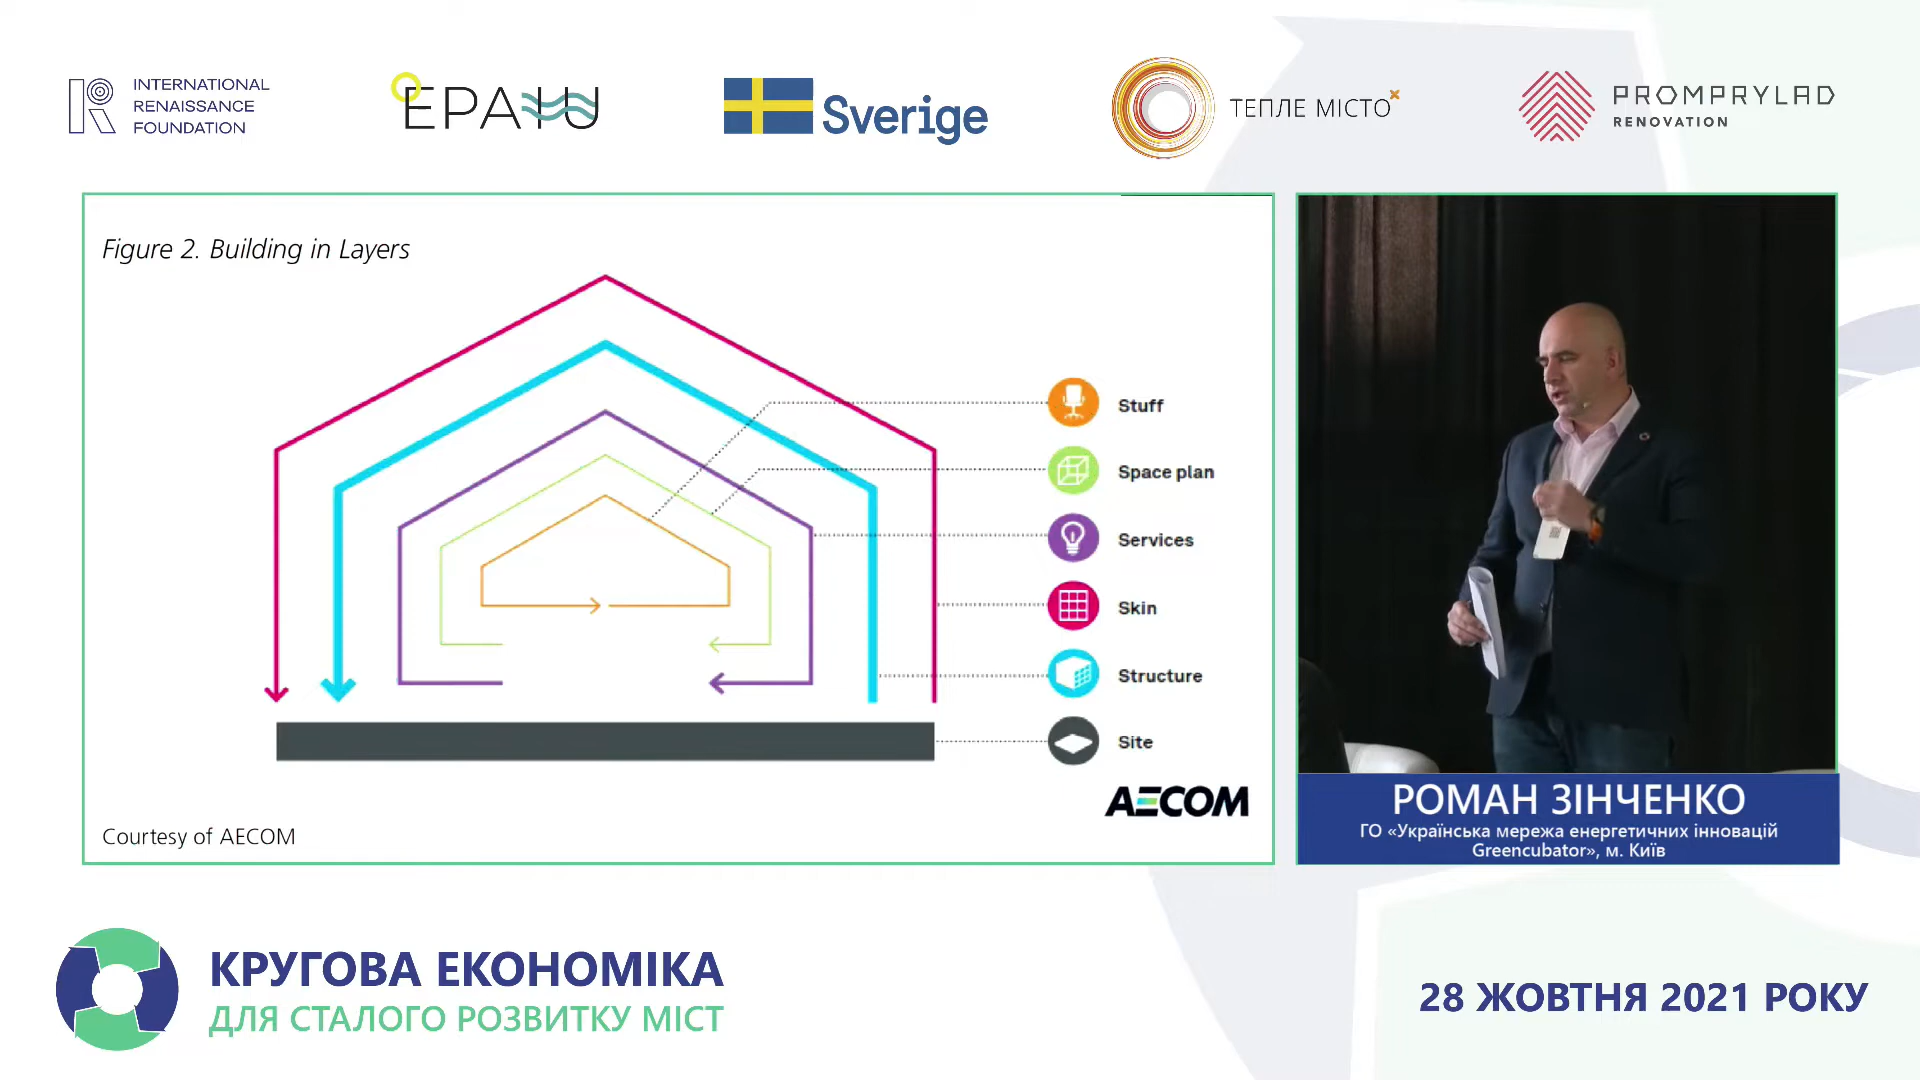 INTERNATIONAL
RENAISSANCE
FOUNDATION
EPAIU
Sverige
ТЕПЛЕ МІСТО
PROMPRYLAD
RENOVATION
Figure 2. Building in Layers
Stuff
Space plan
Services
Skin
Structure
Site
AECOM
Courtesy of AECOM
РОМАН ЗІНЧЕНКО
ГО «Українська мережа енергетичних інновацій
Greencubator», м. Київ
КРУГОВА ЕКОНОМІКА
ДЛЯ СТАЛОГО РОЗВИТКУ МІСТ
28 ЖОВТНЯ 2021 РОКУ